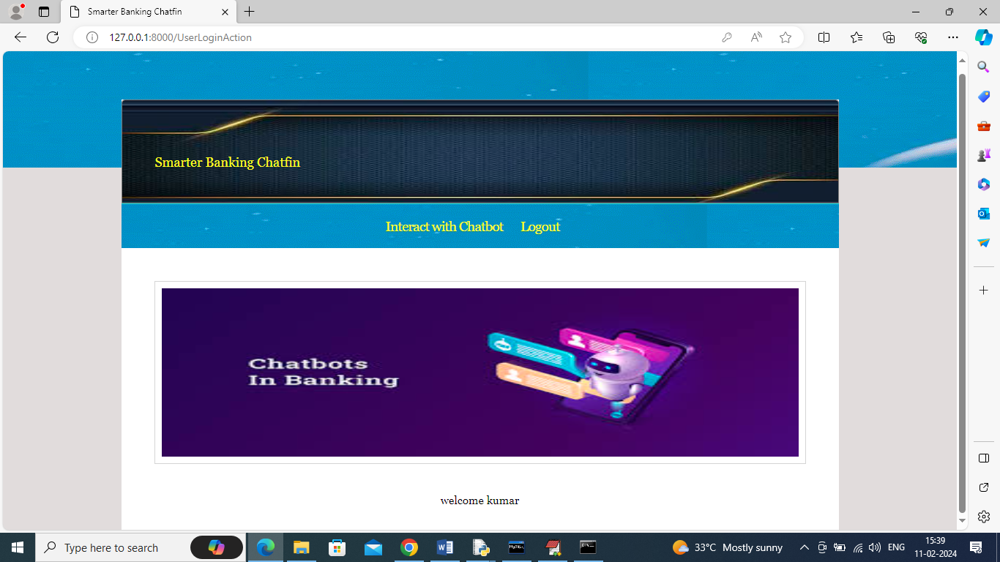 Smarter Banking Chatfin
127.0.0.1:8000/UserLoginAction
Smarter Banking Chatfin
Interact with Chatbot Logout
Chatbots
In Banking
welcome kumar
Type here to search
33°C Mostly sunny
ENG
15:39
11-02-2024